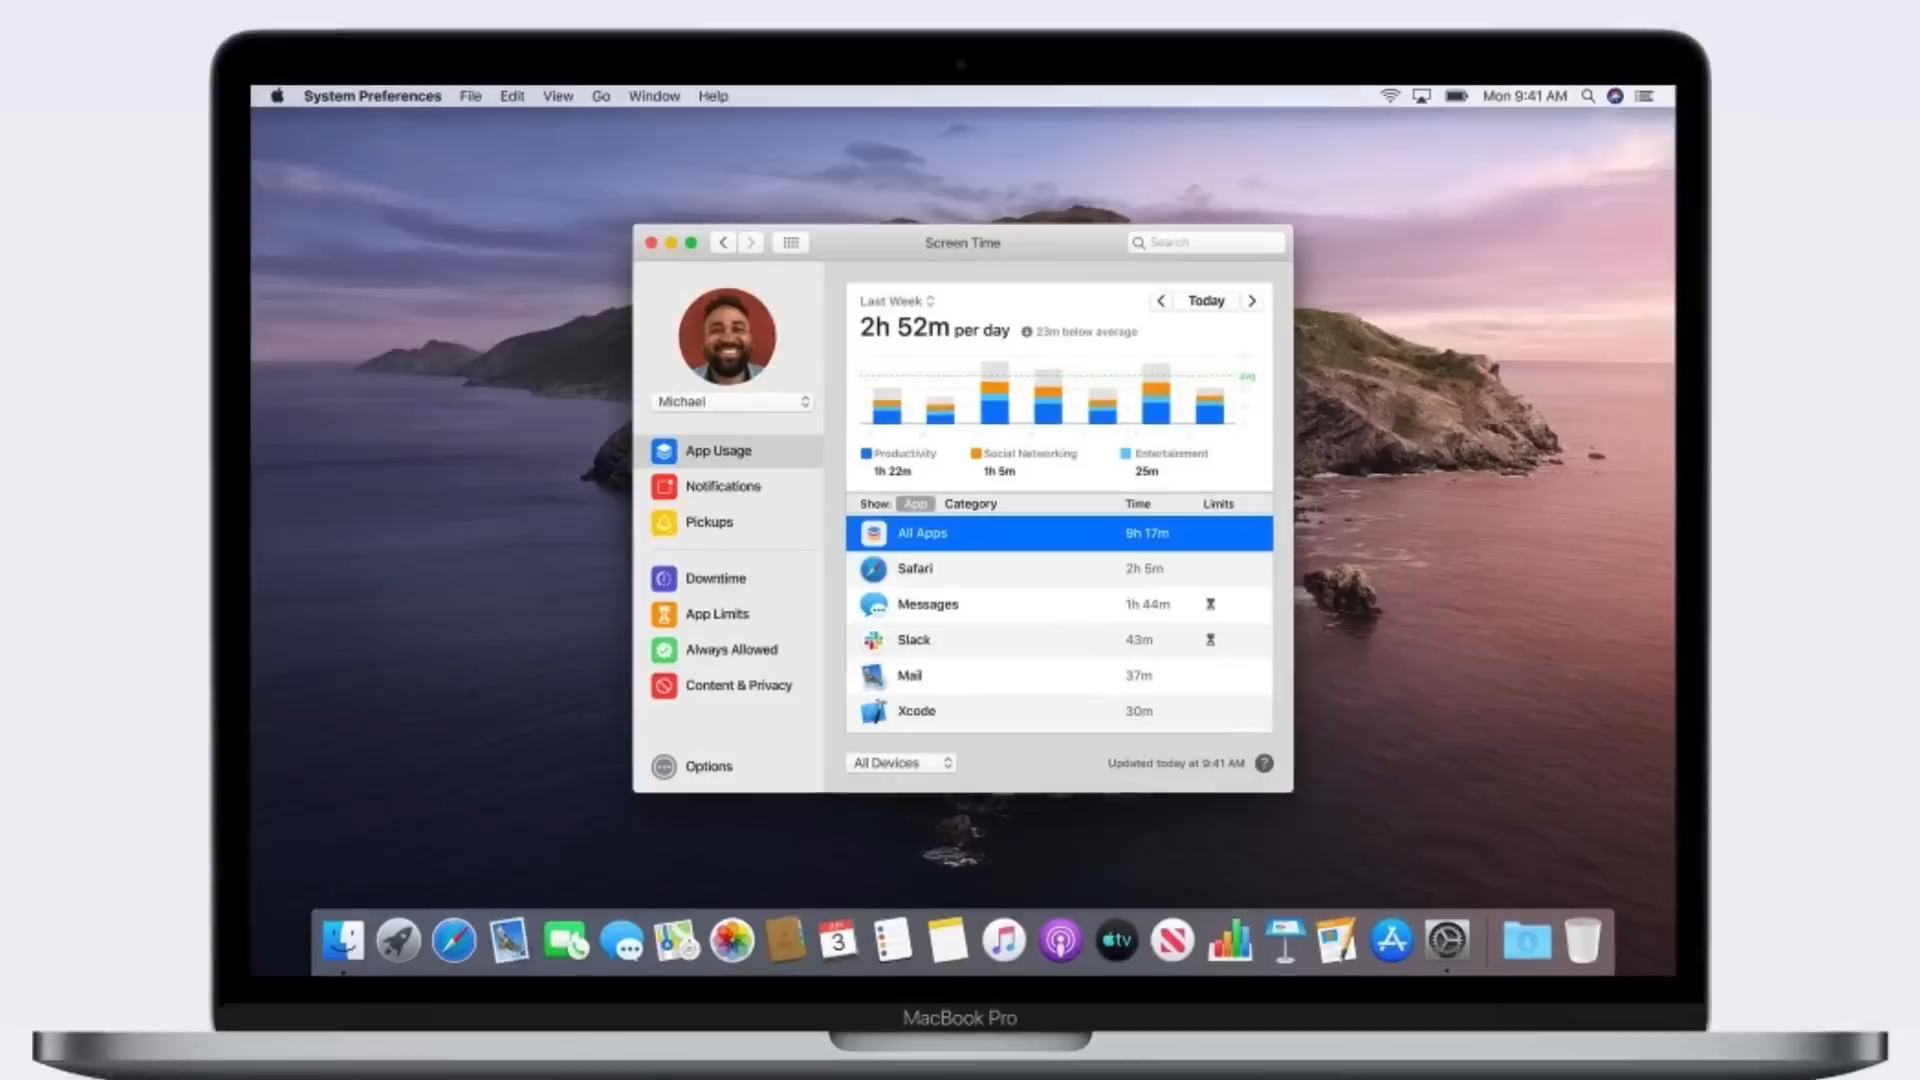 System Preferences File Edit View Go Window Help
Mon 9:41 AM
Screen Time
Search
Michael
App Usage
Notifications
Pickups
Downtime
App Limits
Always Allowed
Content & Privacy
Options
Last Week
Today
2h 52m per day
23m below average
avg
Productivity
1h 22m
Social Networking
1h 5m
Entertainment
25m
Show: App Category Time Limits
All Apps 9h 17m
Safari 2h 5m
Messages 1h 44m
Slack 43m
Mail 37m
Xcode 30m
All Devices
Updated today at 9:41 AM
?
3
tv
MacBook Pro